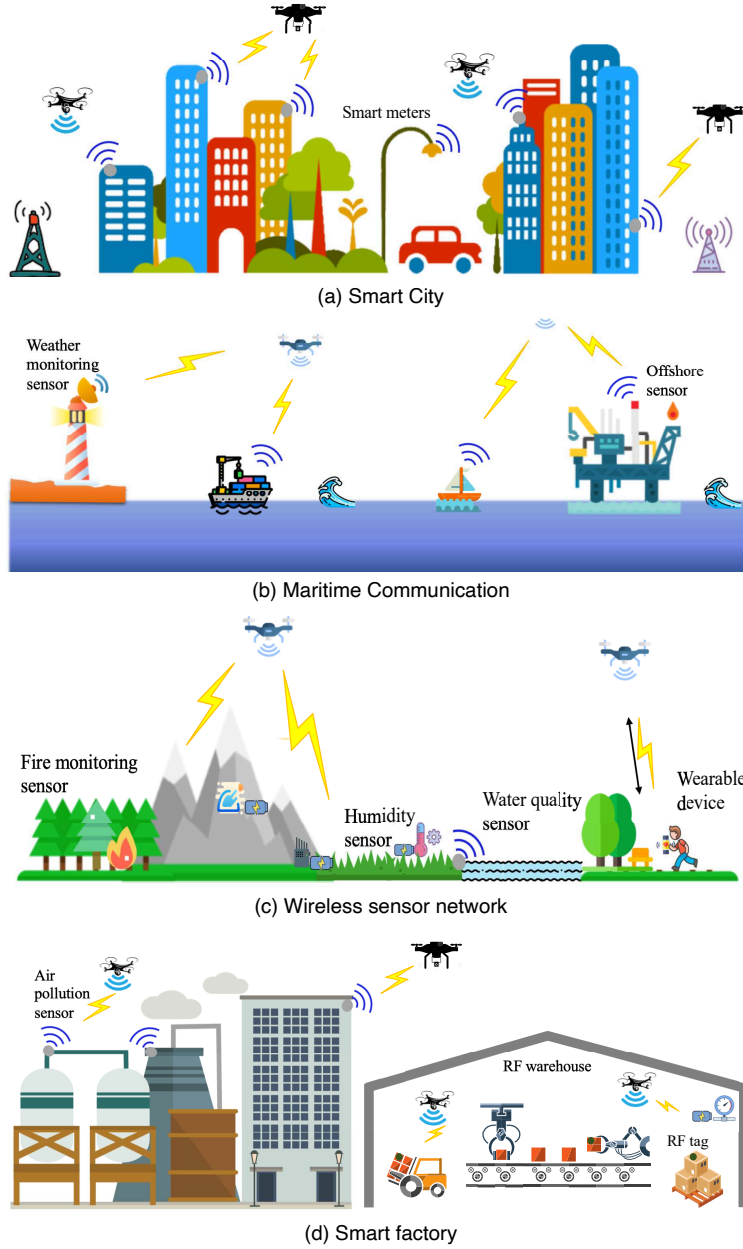 Smart meters
(a) Smart City
Weather
monitoring
sensor
Offshore
sensor
(b) Maritime Communication
Fire monitoring
sensor
Humidity
sensor
Water quality
sensor
Wearable
device
(c) Wireless sensor network
Air
pollution
sensor
RF warehouse
RF tag
(d) Smart factory